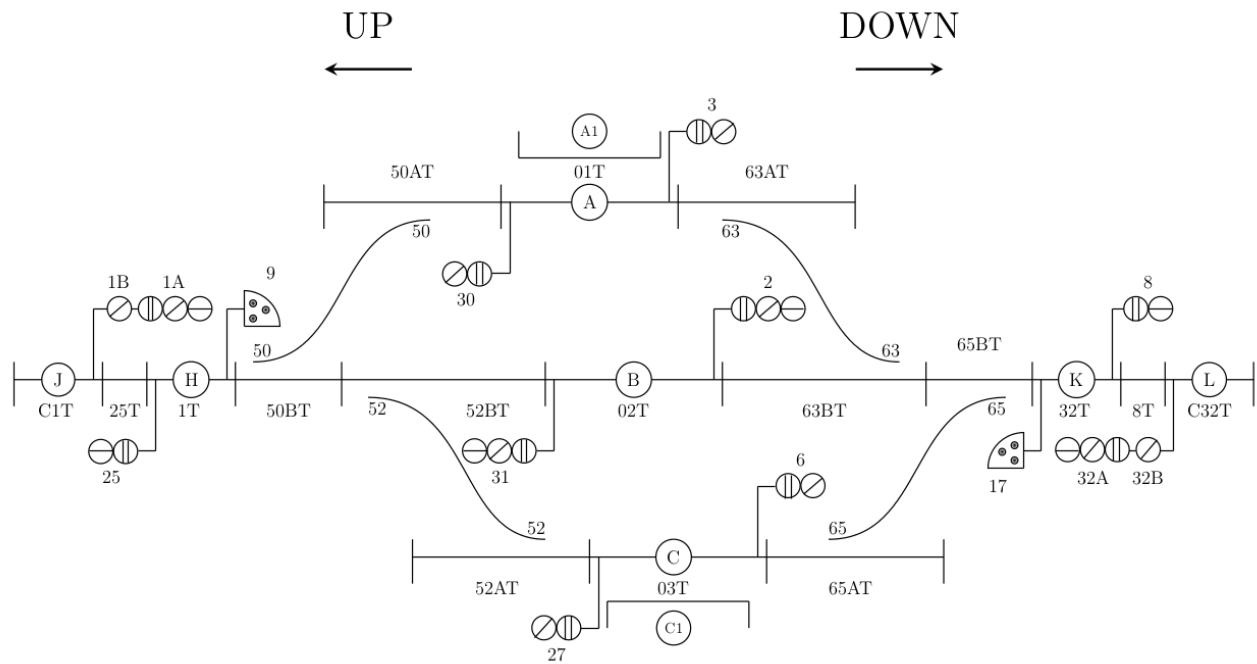 UP DOWN
3
A1
50AT 01T 63AT
A
50 63
30
1B 1A 9 2 8
50 63 65BT
J H B K L
C1T 25T 1T 50BT 52 52BT 02T 63BT 65 32T 8T C32T
25 31 6 17 32A 32B
52 65
C
52AT 03T 65AT
C1
27